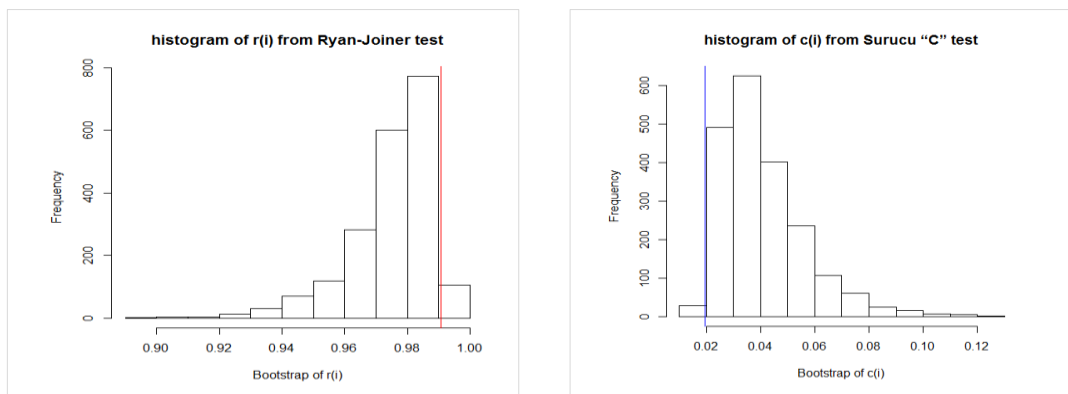 histogram of r(i) from Ryan-Joiner test
800
600
400
200
0
Frequency
0.90 0.92 0.94 0.96 0.98 1.00
Bootstrap of r(i)
histogram of c(i) from Surucu “C” test
600
500
400
300
200
100
0
Frequency
0.02 0.04 0.06 0.08 0.10 0.12
Bootstrap of c(i)